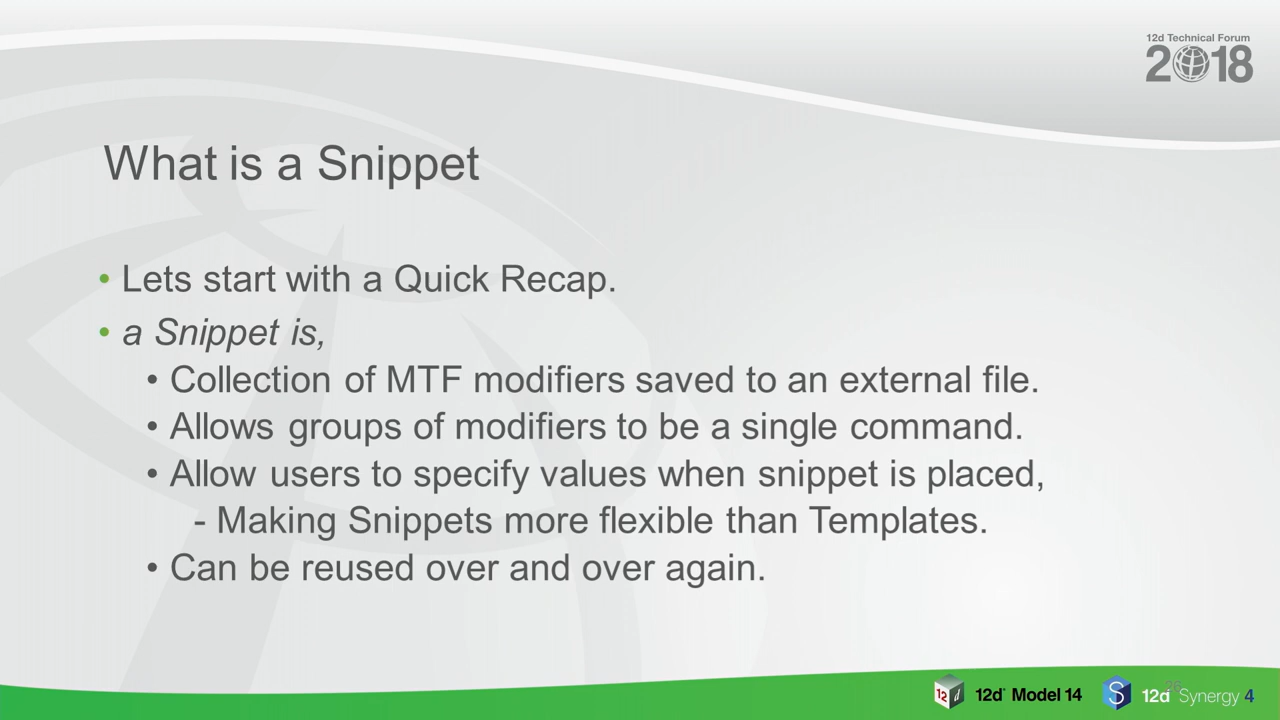 12d Technical Forum
2018
What is a Snippet
• Lets start with a Quick Recap.
• a Snippet is,
• Collection of MTF modifiers saved to an external file.
• Allows groups of modifiers to be a single command.
• Allow users to specify values when snippet is placed,
- Making Snippets more flexible than Templates.
• Can be reused over and over again.
12d Model 14
12d Synergy 4